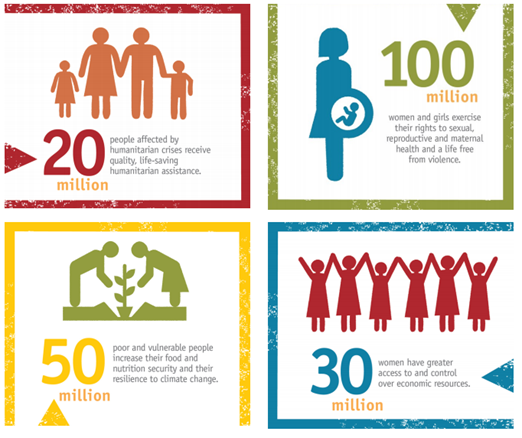 20
million
people affected by
humanitarian crises receive
quality, life-saving
humanitarian assistance.
100
million
women and girls exercise
their rights to sexual,
reproductive and maternal
health and a life free
from violence.
50
million
poor and vulnerable people
increase their food and
nutrition security and their
resilience to climate change.
30
million
women have greater
access to and control
over economic resources.